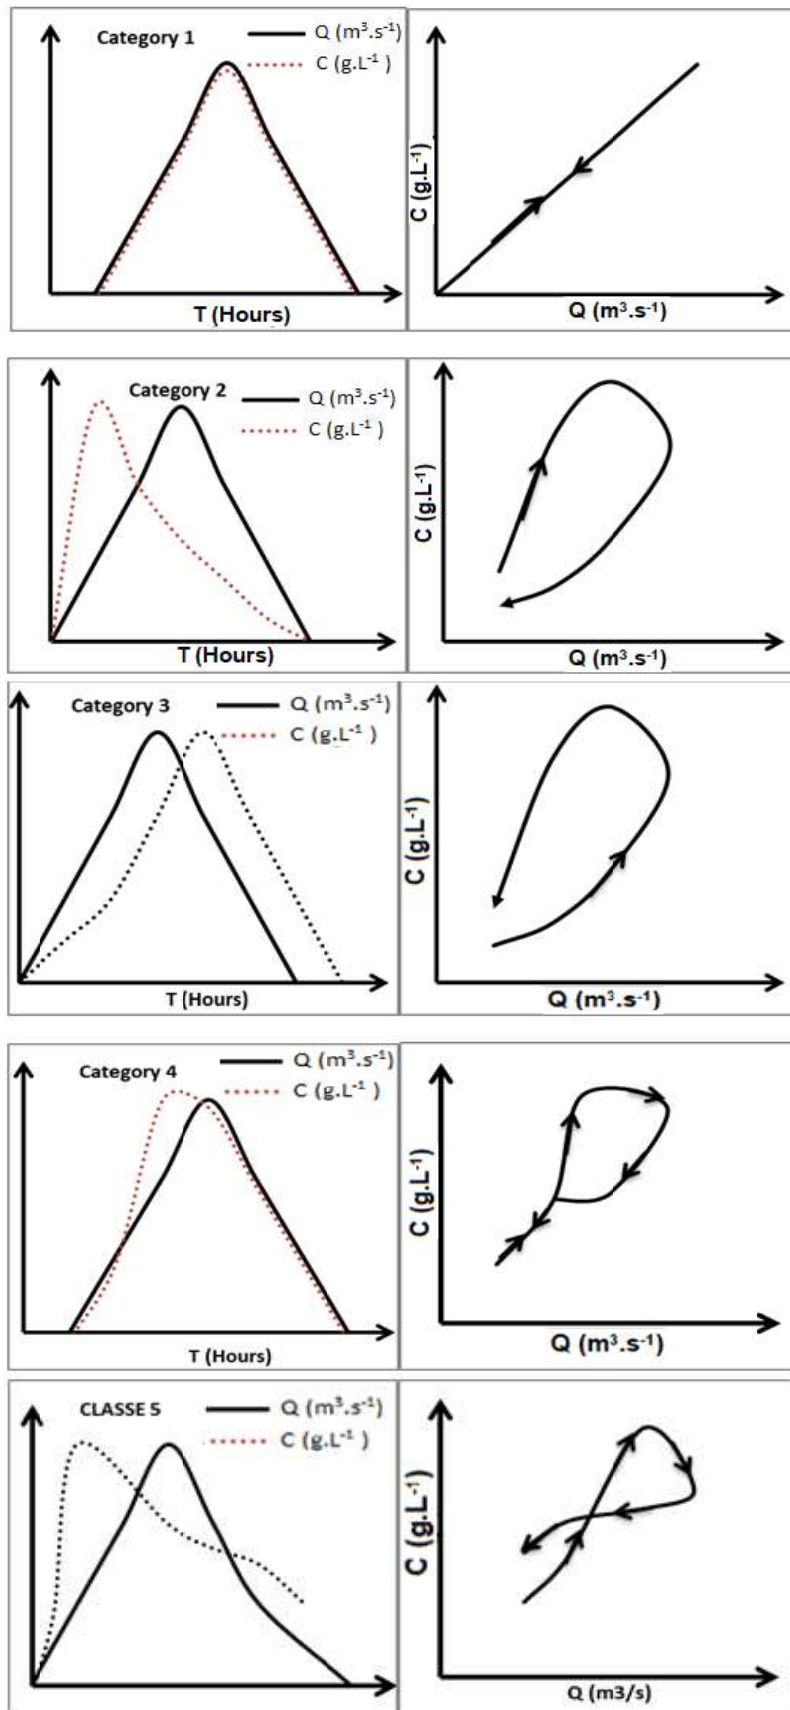 Category 1
Q (m³.s⁻¹)
C (g.L⁻¹ )
T (Hours)
C (g.L⁻¹)
Q (m³.s⁻¹)
Category 2
Q (m³.s⁻¹)
C (g.L⁻¹ )
T (Hours)
C (g.L⁻¹)
Q (m³.s⁻¹)
Category 3
Q (m³.s⁻¹)
C (g.L⁻¹ )
T (Hours)
C (g.L⁻¹)
Q (m³.s⁻¹)
Category 4
Q (m³.s⁻¹)
C (g.L⁻¹ )
T (Hours)
C (g.L⁻¹)
Q (m³.s⁻¹)
CLASSE 5
Q (m³.s⁻¹)
C (g.L⁻¹ )
C (g.L⁻¹)
Q (m3/s)